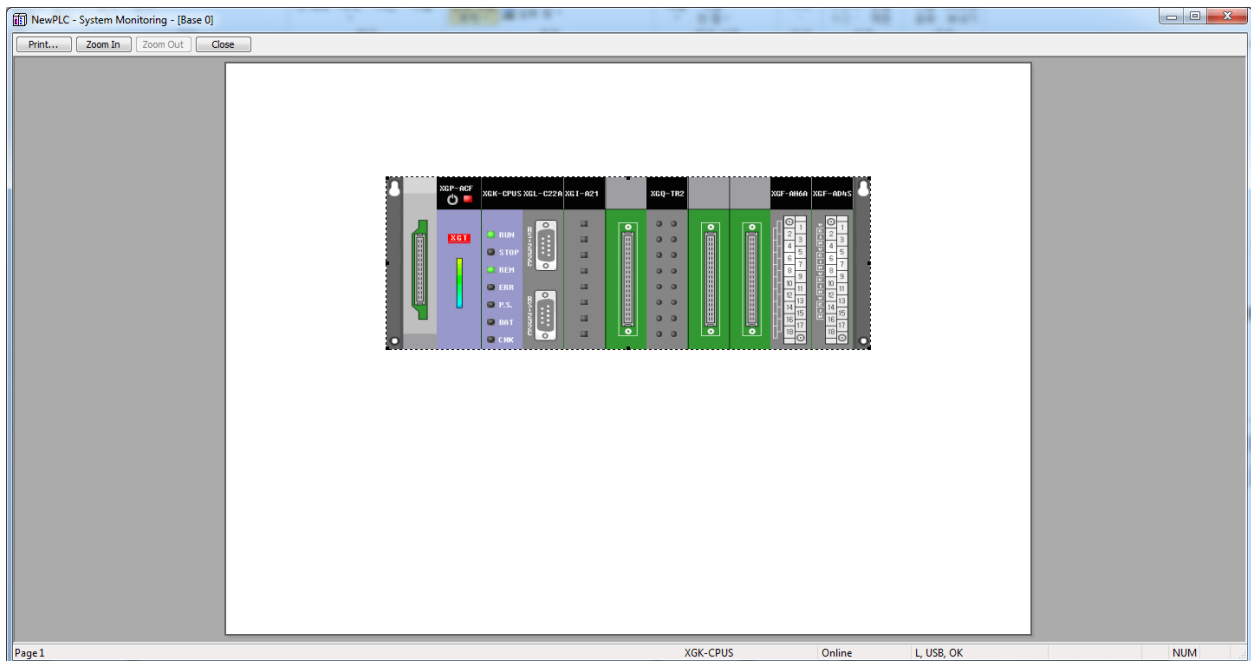 NewPLC - System Monitoring - [Base 0]
Print... Zoom In Zoom Out Close
XGP-ACF XGK-CPUS XGL-C22A XGI-A21 XGQ-TR2 XGF-AH6A XGF-AD4S
XGT
RUN
STOP
REM
ERR
P.S.
BAT
CHK
RS-232C
RS-232C
1
2
3
4
5
6
7
8
9
10
11
12
13
14
15
16
17
18
1
2
3
4
5
6
7
8
9
10
11
12
13
14
15
16
17
18
Page 1 XGK-CPUS Online L, USB, OK NUM